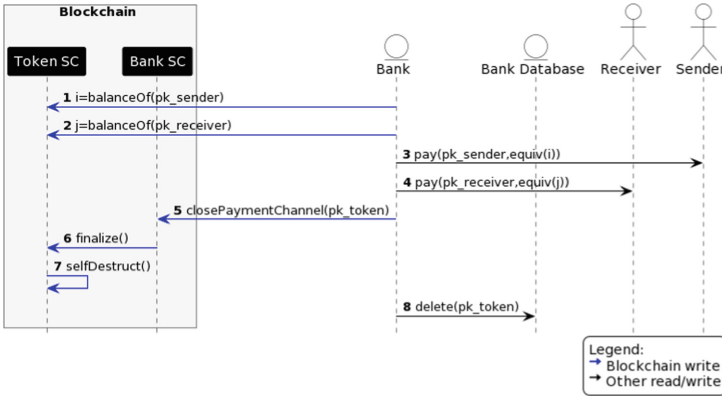 Blockchain
Token SC
Bank SC
Bank
Bank Database
Receiver
Sender
1 i=balanceOf(pk_sender)
2 j=balanceOf(pk_receiver)
3 pay(pk_sender,equiv(i))
4 pay(pk_receiver,equiv(j))
5 closePaymentChannel(pk_token)
6 finalize()
7 selfDestruct()
8 delete(pk_token)
Legend:
Blockchain write
Other read/write